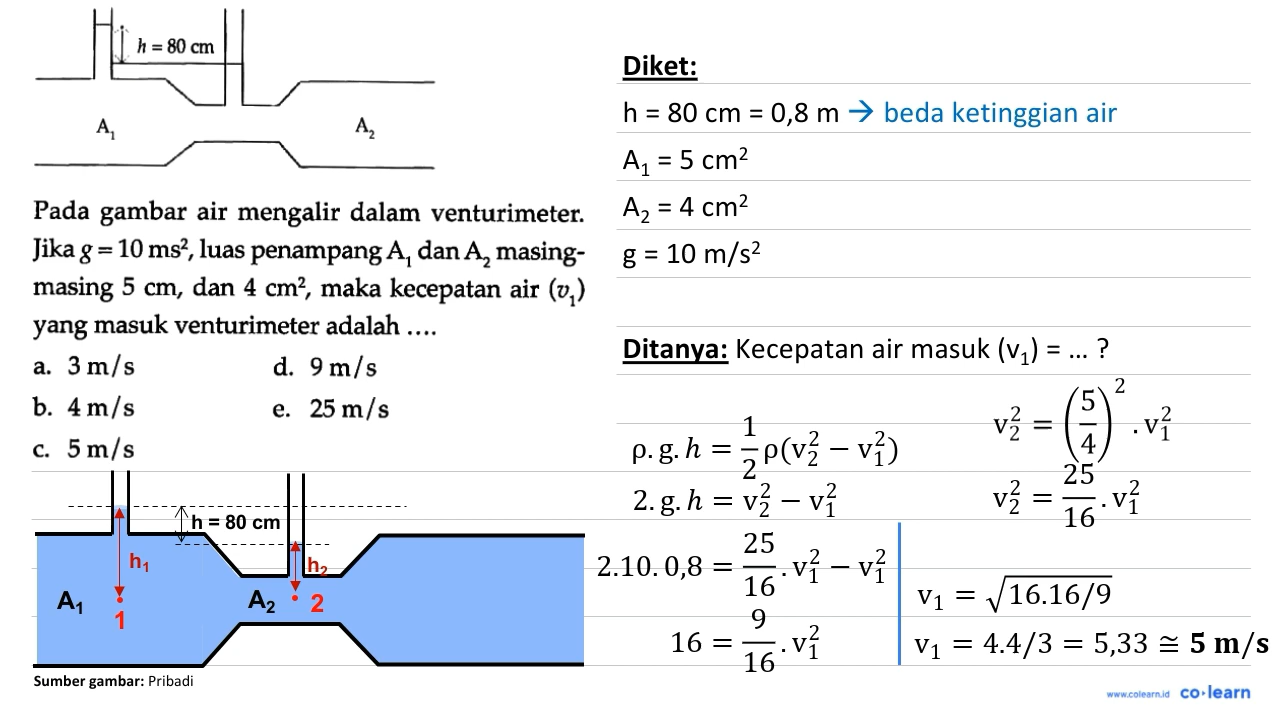 h = 80 cm
A₁
A₂
Pada gambar air mengalir dalam venturimeter.
Jika g = 10 ms², luas penampang A₁ dan A₂ masing-
masing 5 cm, dan 4 cm², maka kecepatan air (v₁)
yang masuk venturimeter adalah ....
a. 3 m/s
d. 9 m/s
b. 4 m/s
e. 25 m/s
c. 5 m/s
h = 80 cm
h₁
h₂
A₁
1
A₂
2
Sumber gambar: Pribadi
Diket:
h = 80 cm = 0,8 m → beda ketinggian air
A₁ = 5 cm²
A₂ = 4 cm²
g = 10 m/s²
Ditanya: Kecepatan air masuk (v₁) = ... ?
ρ. g. h = 1/2 ρ(v₂² − v₁²)
2. g. h = v₂² − v₁²
2.10. 0,8 = 25/16 . v₁² − v₁²
16 = 9/16 . v₁²
v₂² = (5/4)² . v₁²
v₂² = 25/16 . v₁²
v₁ = √16.16/9
v₁ = 4.4/3 = 5,33 ≅ 5 m/s
www.colearn.id co·learn